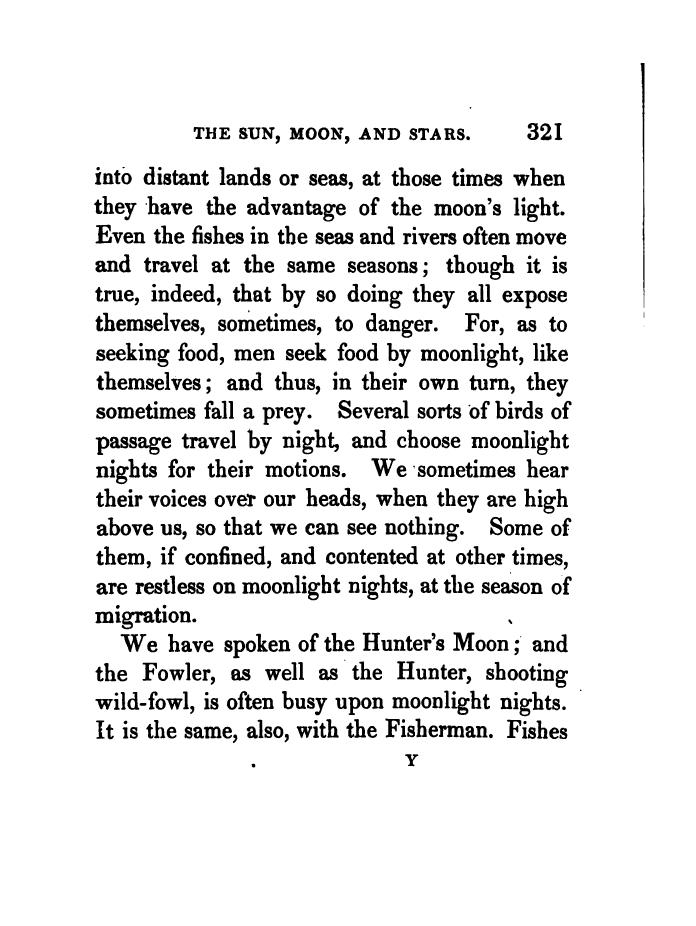 THE SUN, MOON, AND STARS. 321
into distant lands or seas, at those times when
they have the advantage of the moon's light.
Even the fishes in the seas and rivers often move
and travel at the same seasons; though it is
true, indeed, that by so doing they all expose
themselves, sometimes, to danger. For, as to
seeking food, men seek food by moonlight, like
themselves; and thus, in their own turn, they
sometimes fall a prey. Several sorts of birds of
passage travel by night, and choose moonlight
nights for their motions. We sometimes hear
their voices over our heads, when they are high
above us, so that we can see nothing. Some of
them, if confined, and contented at other times,
are restless on moonlight nights, at the season of
migration.
We have spoken of the Hunter's Moon; and
the Fowler, as well as the Hunter, shooting
wild-fowl, is often busy upon moonlight nights.
It is the same, also, with the Fisherman. Fishes
Y